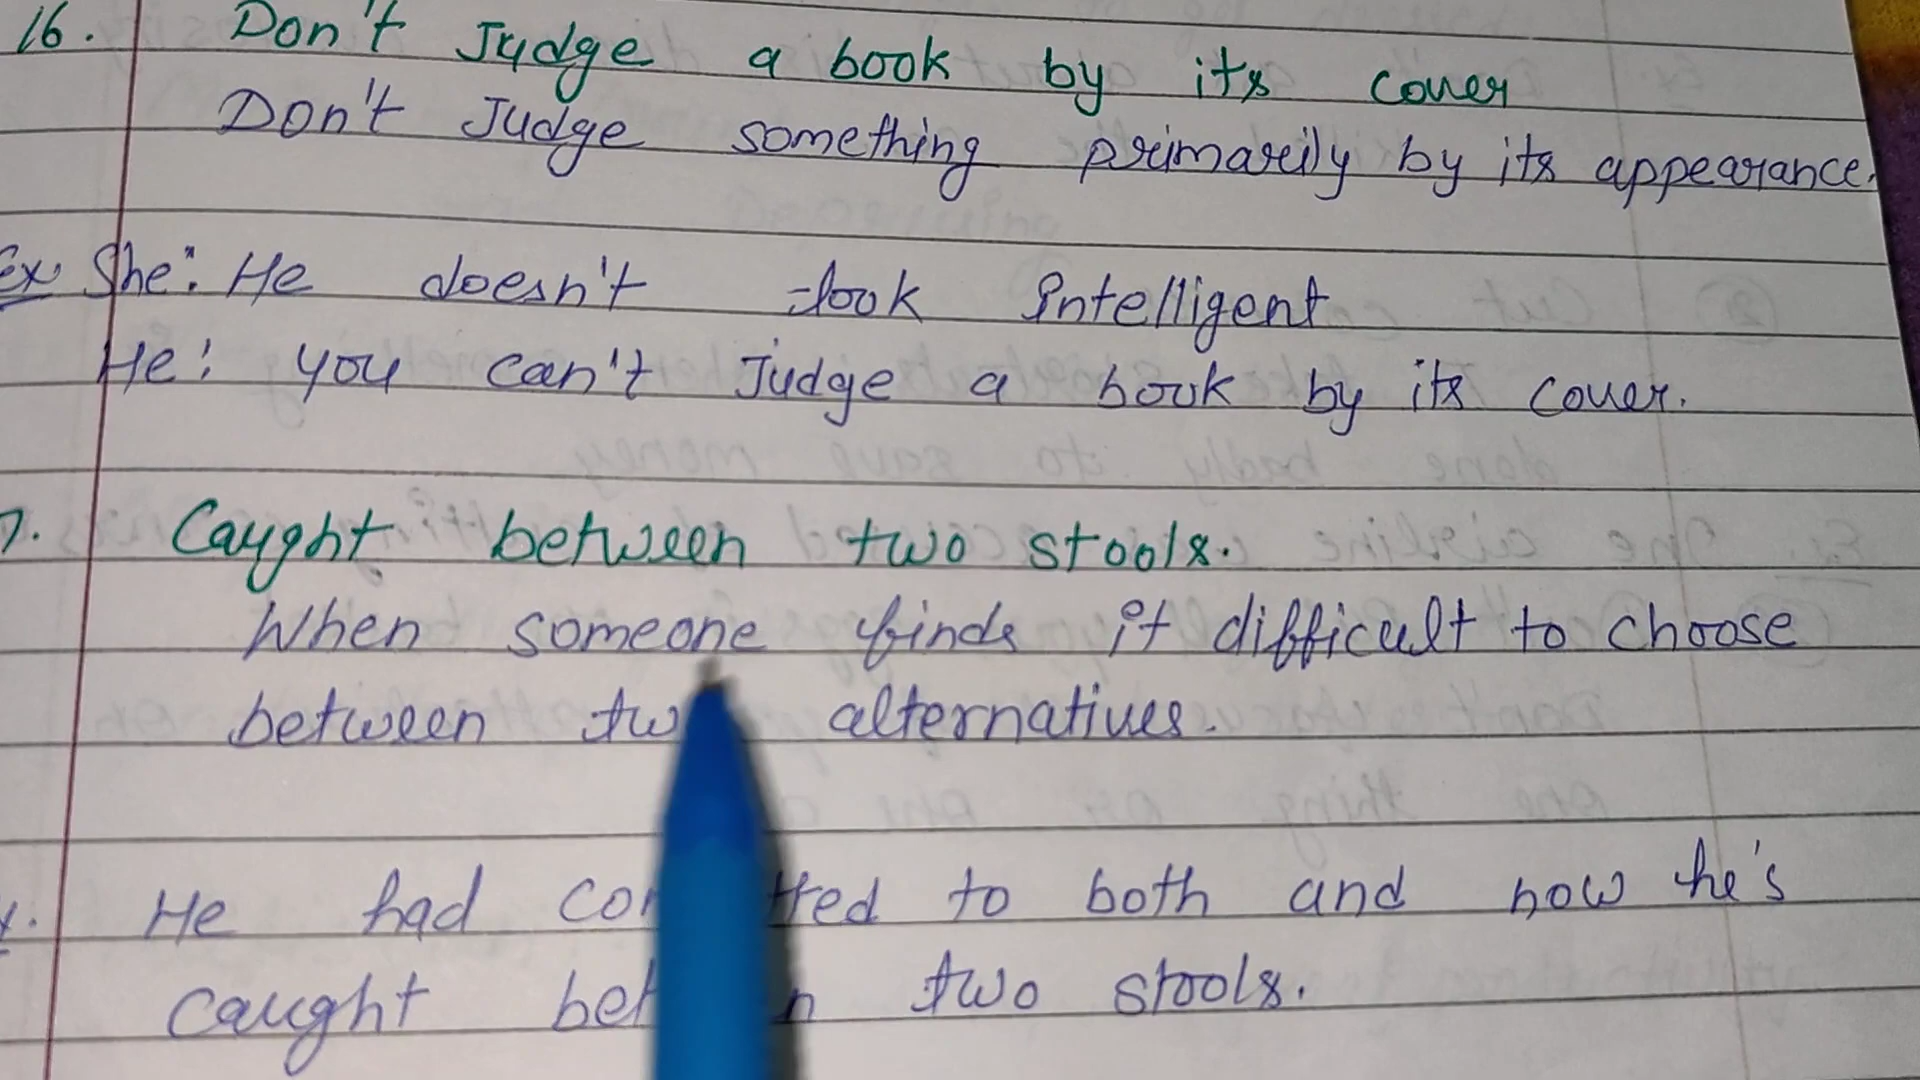 16. Don't Judge a book by its cover
Don't Judge something primarily by its appearance.
Ex She: He doesn't look Intelligent
He: you can't Judge a book by its cover.
7. Caught between two stools.
When someone finds it difficult to choose
between alternatives.
He had to both and now he's
caught two stools.